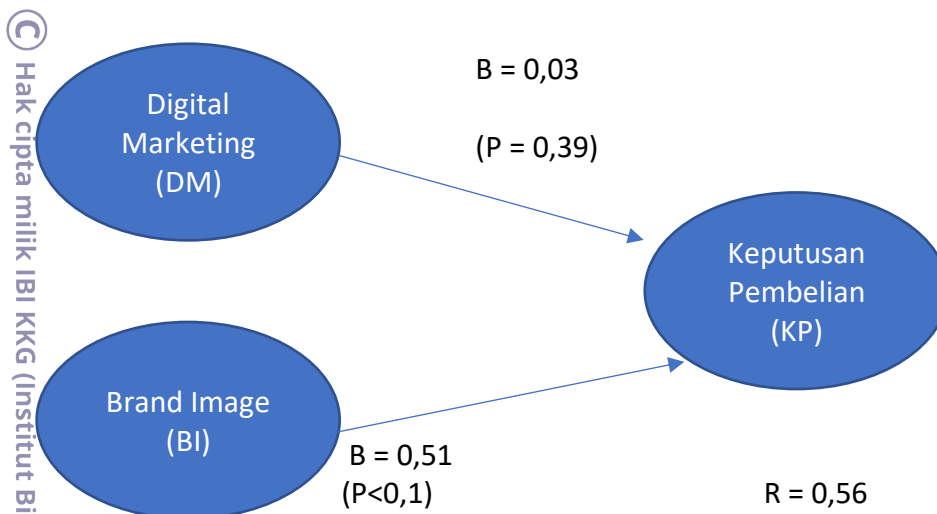 © Hak cipta milik IBI KKG (Institut Bi
Digital
Marketing
(DM)
B = 0,03
(P = 0,39)
Keputusan
Pembelian
(KP)
Brand Image
(BI)
B = 0,51
(P<0,1)
R = 0,56